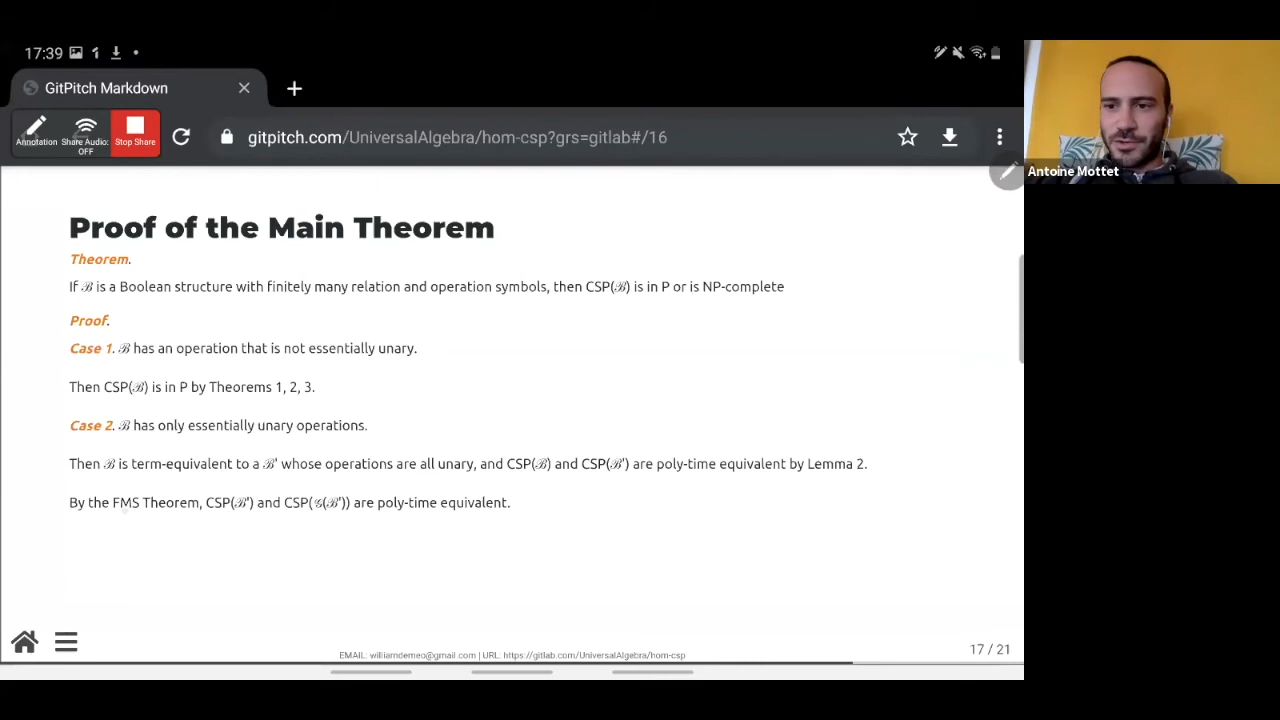 17:39
GitPitch Markdown
Annotation
Share Audio: OFF
Stop Share
gitpitch.com/UniversalAlgebra/hom-csp?grs=gitlab#/16
Antoine Mottet
Proof of the Main Theorem
Theorem.
If ℬ is a Boolean structure with finitely many relation and operation symbols, then CSP(ℬ) is in P or is NP-complete
Proof.
Case 1. ℬ has an operation that is not essentially unary.
Then CSP(ℬ) is in P by Theorems 1, 2, 3.
Case 2. ℬ has only essentially unary operations.
Then ℬ is term-equivalent to a ℬ' whose operations are all unary, and CSP(ℬ) and CSP(ℬ') are poly-time equivalent by Lemma 2.
By the FMS Theorem, CSP(ℬ') and CSP(𝒢(ℬ')) are poly-time equivalent.
EMAIL: williamdemeo@gmail.com | URL: https://gitlab.com/UniversalAlgebra/hom-csp
17 / 21